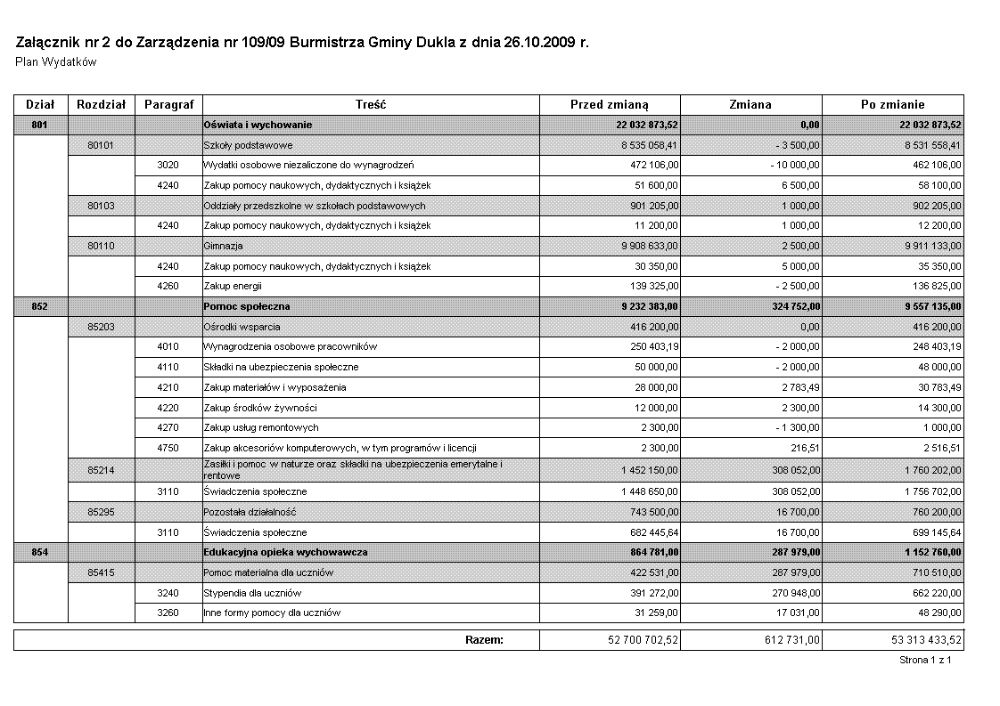 Załącznik nr 2 do Zarządzenia nr 109/09 Burmistrza Gminy Dukla z dnia 26.10.2009 r.
Plan Wydatków
Dział Rozdział Paragraf Treść Przed zmianą Zmiana Po zmianie
801 Oświata i wychowanie 22 032 873,52 0,00 22 032 873,52
80101 Szkoły podstawowe 8 535 058,41 - 3 500,00 8 531 558,41
3020 Wydatki osobowe niezaliczone do wynagrodzeń 472 106,00 - 10 000,00 462 106,00
4240 Zakup pomocy naukowych, dydaktycznych i książek 51 600,00 6 500,00 58 100,00
80103 Oddziały przedszkolne w szkołach podstawowych 901 205,00 1 000,00 902 205,00
4240 Zakup pomocy naukowych, dydaktycznych i książek 11 200,00 1 000,00 12 200,00
80110 Gimnazja 9 908 633,00 2 500,00 9 911 133,00
4240 Zakup pomocy naukowych, dydaktycznych i książek 30 350,00 5 000,00 35 350,00
4260 Zakup energii 139 325,00 - 2 500,00 136 825,00
852 Pomoc społeczna 9 232 383,00 324 752,00 9 557 135,00
85203 Ośrodki wsparcia 416 200,00 0,00 416 200,00
4010 Wynagrodzenia osobowe pracowników 250 403,19 - 2 000,00 248 403,19
4110 Składki na ubezpieczenia społeczne 50 000,00 - 2 000,00 48 000,00
4210 Zakup materiałów i wyposażenia 28 000,00 2 783,49 30 783,49
4220 Zakup środków żywności 12 000,00 2 300,00 14 300,00
4270 Zakup usług remontowych 2 300,00 - 1 300,00 1 000,00
4750 Zakup akcesoriów komputerowych, w tym programów i licencji 2 300,00 216,51 2 516,51
85214 Zasiłki i pomoc w naturze oraz składki na ubezpieczenia emerytalne i
rentowe 1 452 150,00 308 052,00 1 760 202,00
3110 Świadczenia społeczne 1 448 650,00 308 052,00 1 756 702,00
85295 Pozostała działalność 743 500,00 16 700,00 760 200,00
3110 Świadczenia społeczne 682 445,64 16 700,00 699 145,64
854 Edukacyjna opieka wychowawcza 864 781,00 287 979,00 1 152 760,00
85415 Pomoc materialna dla uczniów 422 531,00 287 979,00 710 510,00
3240 Stypendia dla uczniów 391 272,00 270 948,00 662 220,00
3260 Inne formy pomocy dla uczniów 31 259,00 17 031,00 48 290,00
Razem: 52 700 702,52 612 731,00 53 313 433,52
Strona 1 z 1